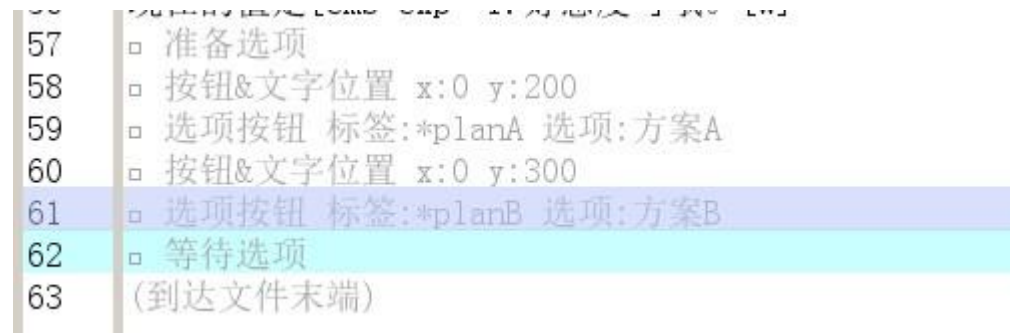 57 准备选项
58 按钮&文字位置 x:0 y:200
59 选项按钮 标签:*planA 选项:方案A
60 按钮&文字位置 x:0 y:300
61 选项按钮 标签:*planB 选项:方案B
62 等待选项
63 (到达文件末端)